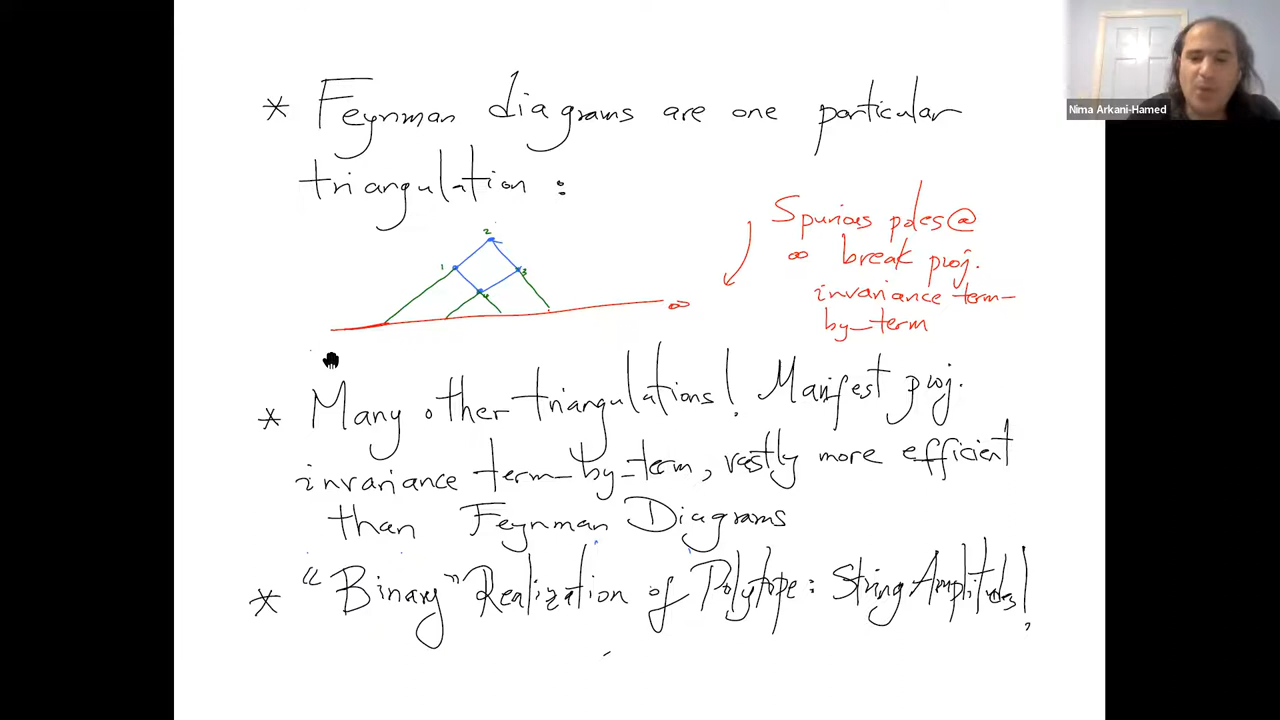 * Feynman diagrams are one particular
triangulation :
Spurious poles @
∞ break proj.
invariance term-
by-term
1 2 3 4
∞
* Many other triangulations! Manifest proj.
invariance term-by-term, vastly more efficient
than Feynman Diagrams
* "Binary" Realization of Polytope : String Amplitudes!
Nima Arkani-Hamed